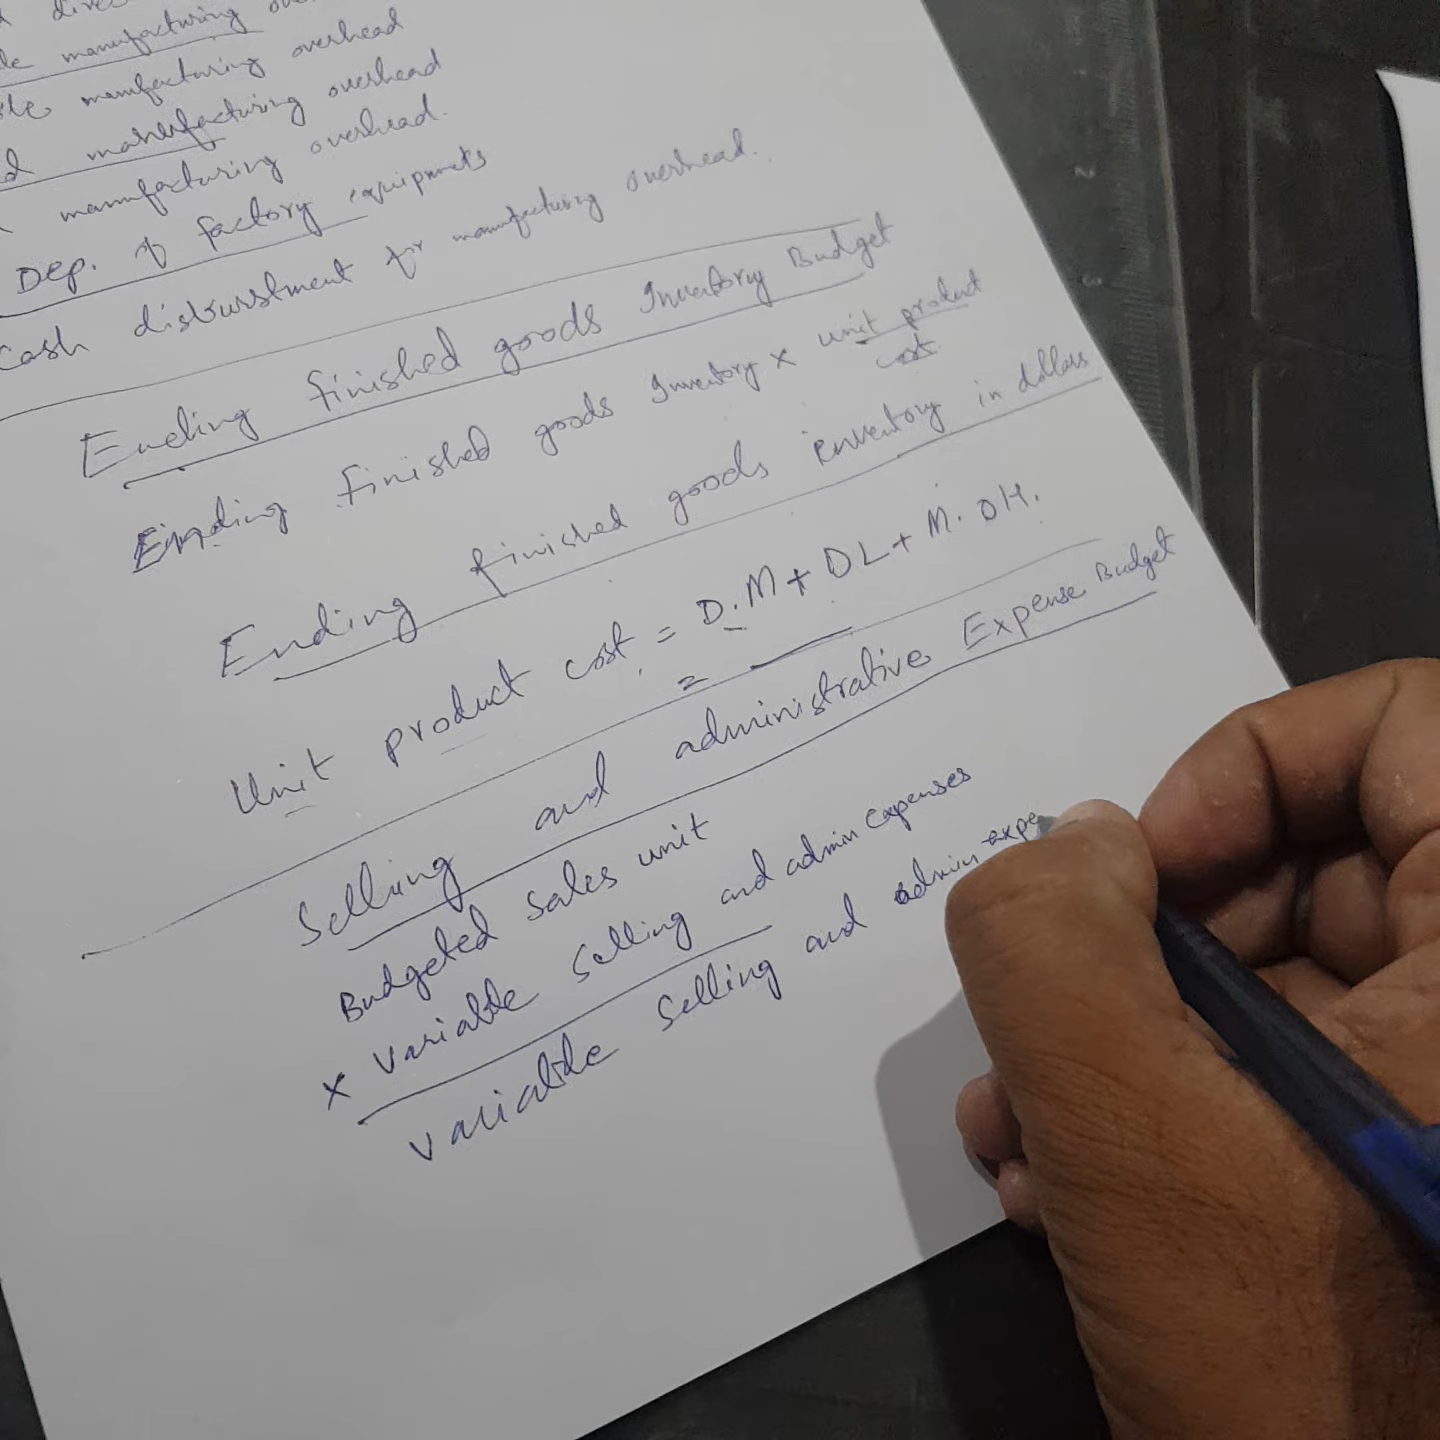 manufacturing
manufacturing overhead
manufacturing overhead
manufacturing overhead.
Dep. of factory equipments
Cash disburstment for manufacturing overhead.
Ending finished goods Inventory Budget
Ending finished goods Inventory x unit product
cost
Ending finished goods inventory in dollars
Unit product cost = D.M + DL + M.OH.
=
Selling and administrative Expense Budget
Budgeted sales unit
x Variable Selling and admin expenses
Variable Selling and admin expe